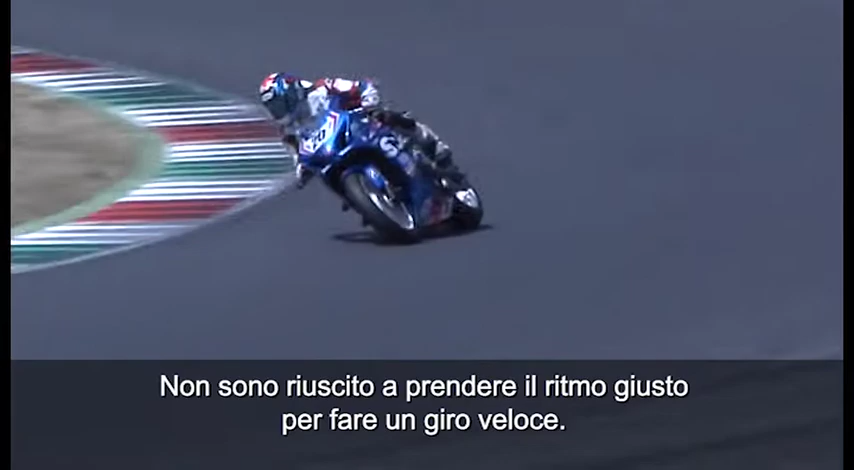 Non sono riuscito a prendere il ritmo giusto
per fare un giro veloce.